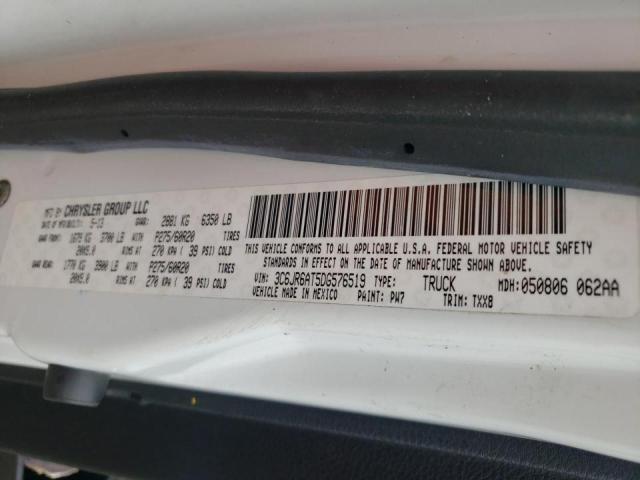 MFD BY CHRYSLER GROUP LLC
DATE OF MFR 5-13 GVWR: 2881 KG 6350 LB
GAWR FRONT: 1679 KG 3700 LB WITH P275/60R20 TIRES
20X9.0 RIMS AT 270 KPA ( 39 PSI) COLD
GAWR REAR: 1770 KG 3900 LB WITH P275/60R20 TIRES
20X9.0 RIMS AT 270 KPA ( 39 PSI) COLD
THIS VEHICLE CONFORMS TO ALL APPLICABLE U.S.A. FEDERAL MOTOR VEHICLE SAFETY
STANDARDS IN EFFECT ON THE DATE OF MANUFACTURE SHOWN ABOVE.
VIN: 3C6JR6AT5DG576519 TYPE: TRUCK MDH: 050806 062AA
VEHICLE MADE IN MEXICO PAINT: PW7 TRIM: TXX8